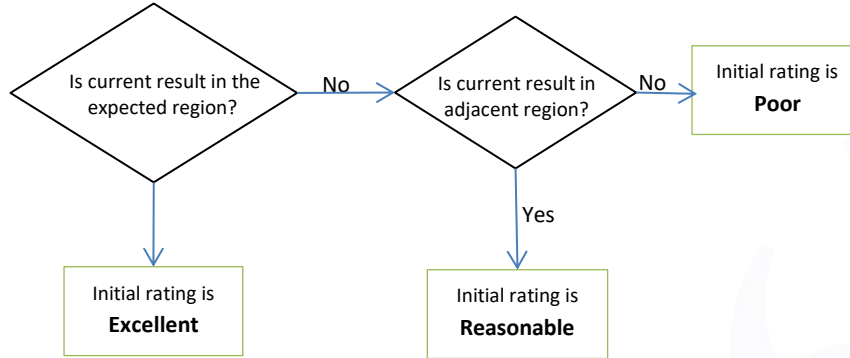 Is current result in the
expected region?
No
Is current result in
adjacent region?
No
Initial rating is
Poor
Yes
Initial rating is
Excellent
Initial rating is
Reasonable